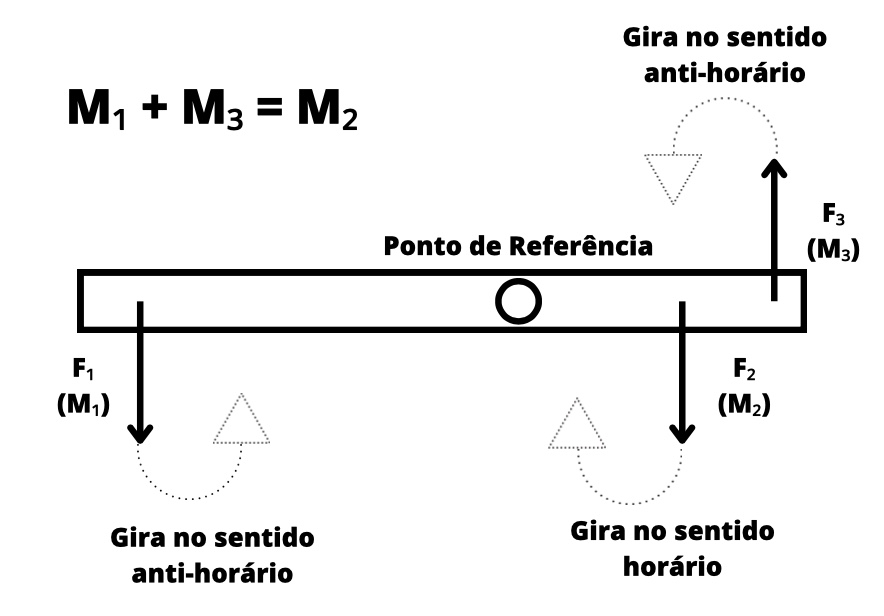 Gira no sentido
anti-horário
M₁ + M₃ = M₂
F₃
(M₃)
Ponto de Referência
F₁
(M₁)
F₂
(M₂)
Gira no sentido
anti-horário
Gira no sentido
horário